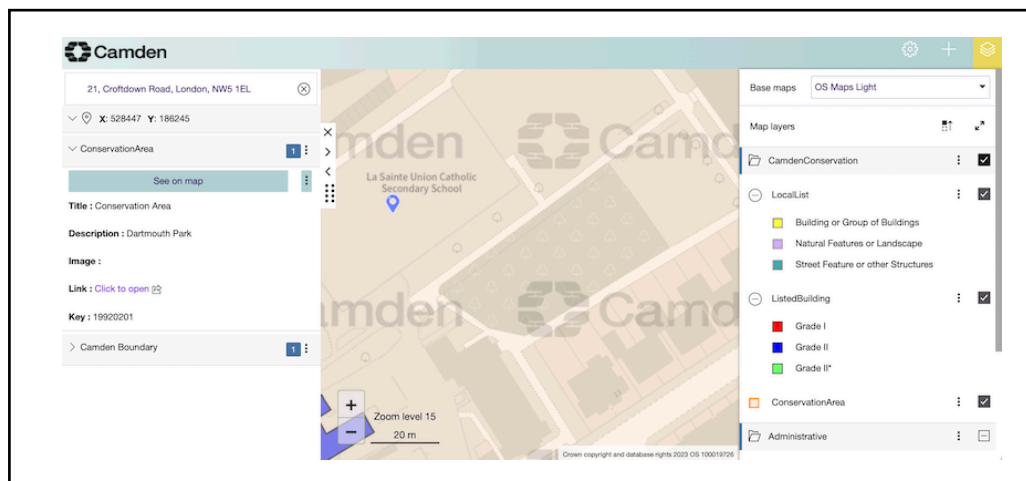 Camden
21, Croftdown Road, London, NW5 1EL
X: 528447 Y: 186245
ConservationArea
1
See on map
Title : Conservation Area
Description : Dartmouth Park
Image :
Link : Click to open
Key : 19920201
Camden Boundary
1
mden
Camd
La Sainte Union Catholic
Secondary School
mden
Camd
Zoom level 15
20 m
Crown copyright and database rights 2023 OS 100019726
Base maps
OS Maps Light
Map layers
CamdenConservation
LocalList
Building or Group of Buildings
Natural Features or Landscape
Street Feature or other Structures
ListedBuilding
Grade I
Grade II
Grade II*
ConservationArea
Administrative